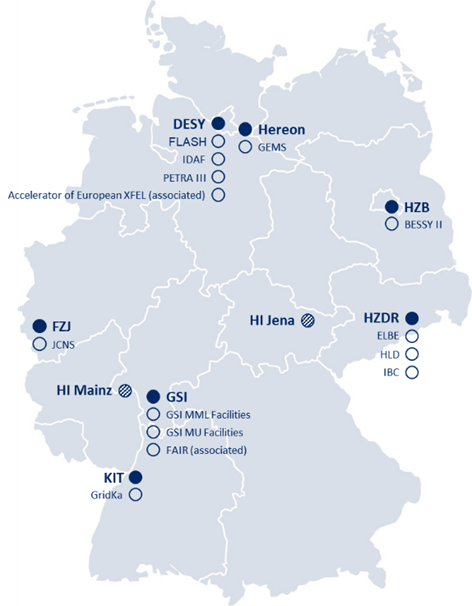 DESY
FLASH
IDAF
PETRA III
Accelerator of European XFEL (associated)
Hereon
GEMS
HZB
BESSY II
FZJ
JCNS
HI Jena
HZDR
ELBE
HLD
IBC
HI Mainz
GSI
GSI MML Facilities
GSI MU Facilities
FAIR (associated)
KIT
GridKa